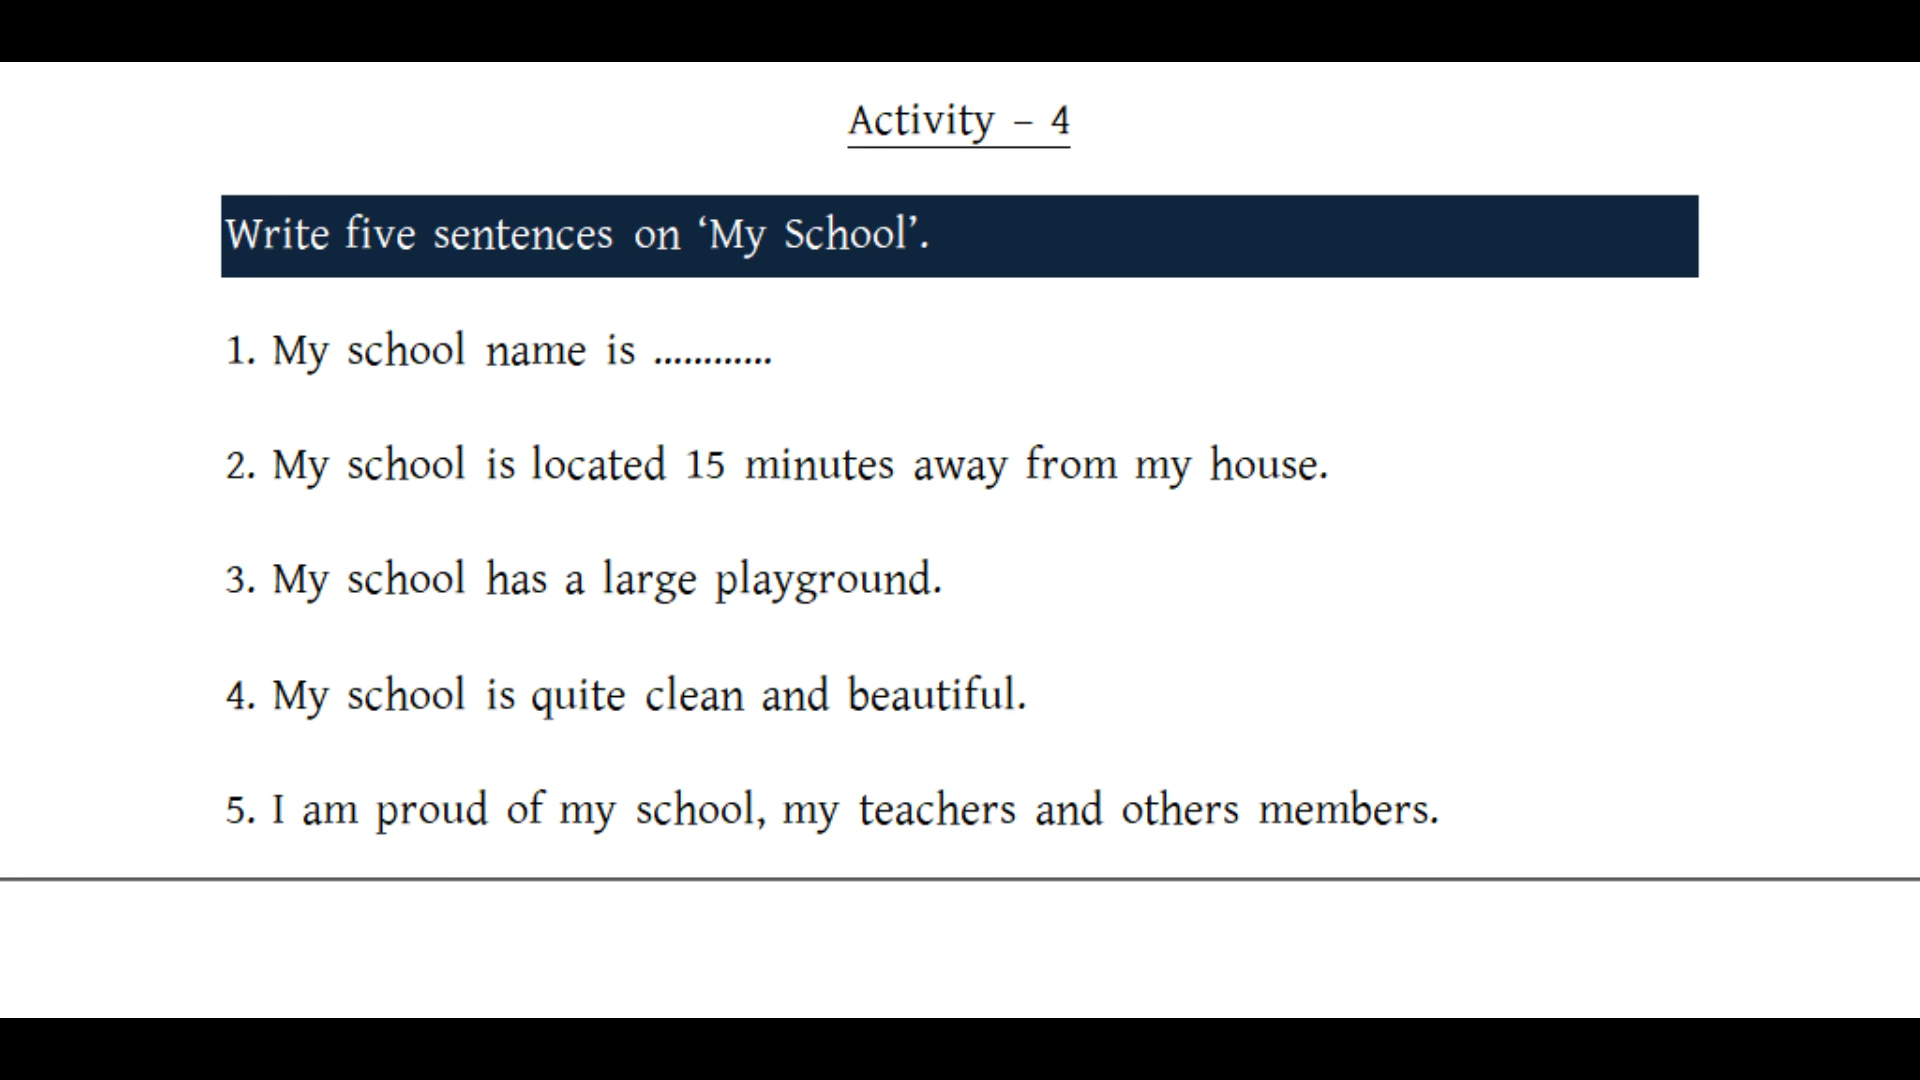 Activity – 4
Write five sentences on ‘My School’.
1. My school name is ............
2. My school is located 15 minutes away from my house.
3. My school has a large playground.
4. My school is quite clean and beautiful.
5. I am proud of my school, my teachers and others members.